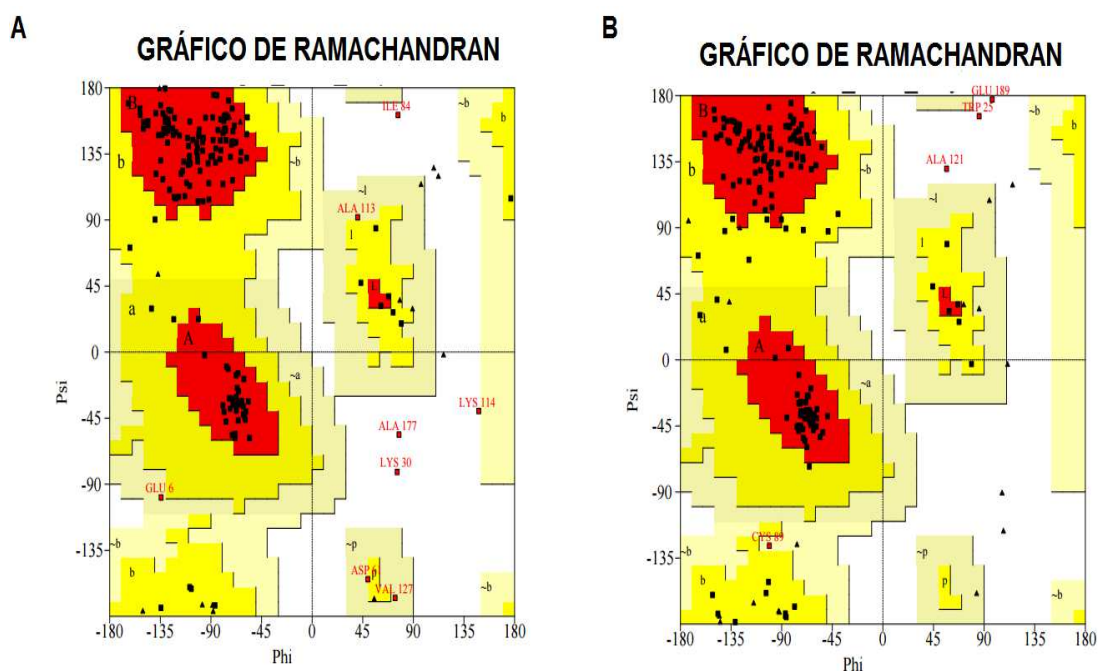 A
GRÁFICO DE RAMACHANDRAN
180
135
90
45
0
-45
-90
-135
Psi
-180
-135
-90
-45
0
45
90
135
180
Phi
B
b
~b
~b
b
ILE 84
~l
ALA 113
l
L
a
A
~a
LYS 114
ALA 177
LYS 30
GLU 6
~b
b
~p
ASP 61
p
VAL 127
~b
B
GRÁFICO DE RAMACHANDRAN
180
135
90
45
0
-45
-90
-135
Psi
-180
-135
-90
-45
0
45
90
135
180
Phi
B
b
~b
~b
b
GLU 189
TRP 25
ALA 121
~l
l
L
a
A
~a
CYS 89
~b
b
~p
p
~b